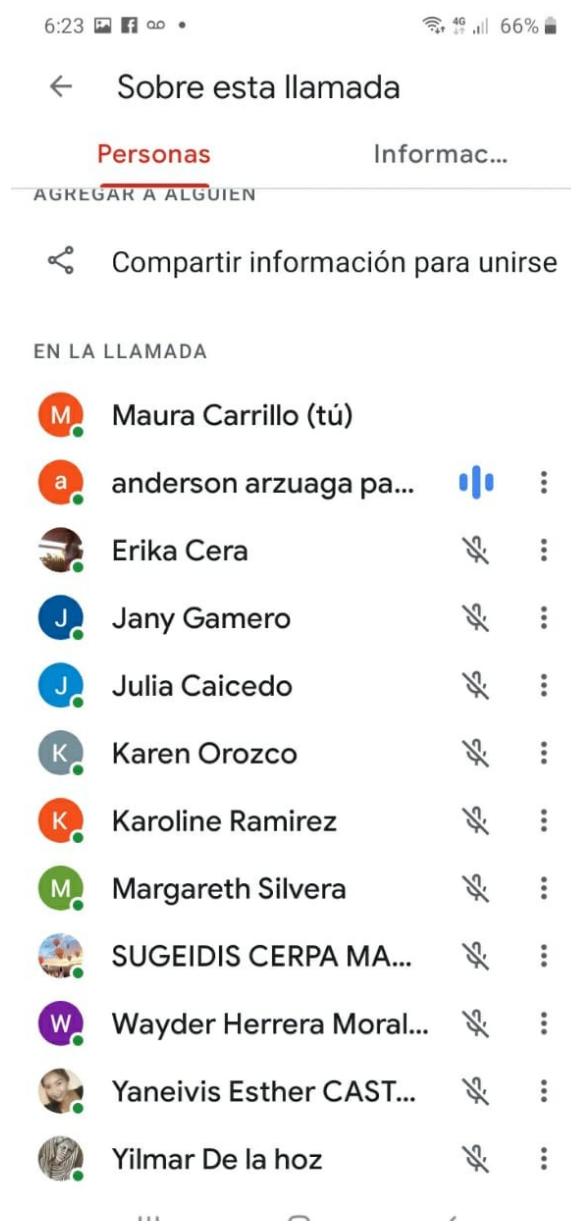 6:23 4G 66%
Sobre esta llamada
Personas Informac...
AGREGAR A ALGUIEN
Compartir información para unirse
EN LA LLAMADA
M Maura Carrillo (tú)
a anderson arzuaga pa...
Erika Cera
J Jany Gamero
J Julia Caicedo
K Karen Orozco
K Karoline Ramirez
M Margareth Silvera
SUGEIDIS CERPA MA...
W Wayder Herrera Moral...
Yaneivis Esther CAST...
Yilmar De la hoz